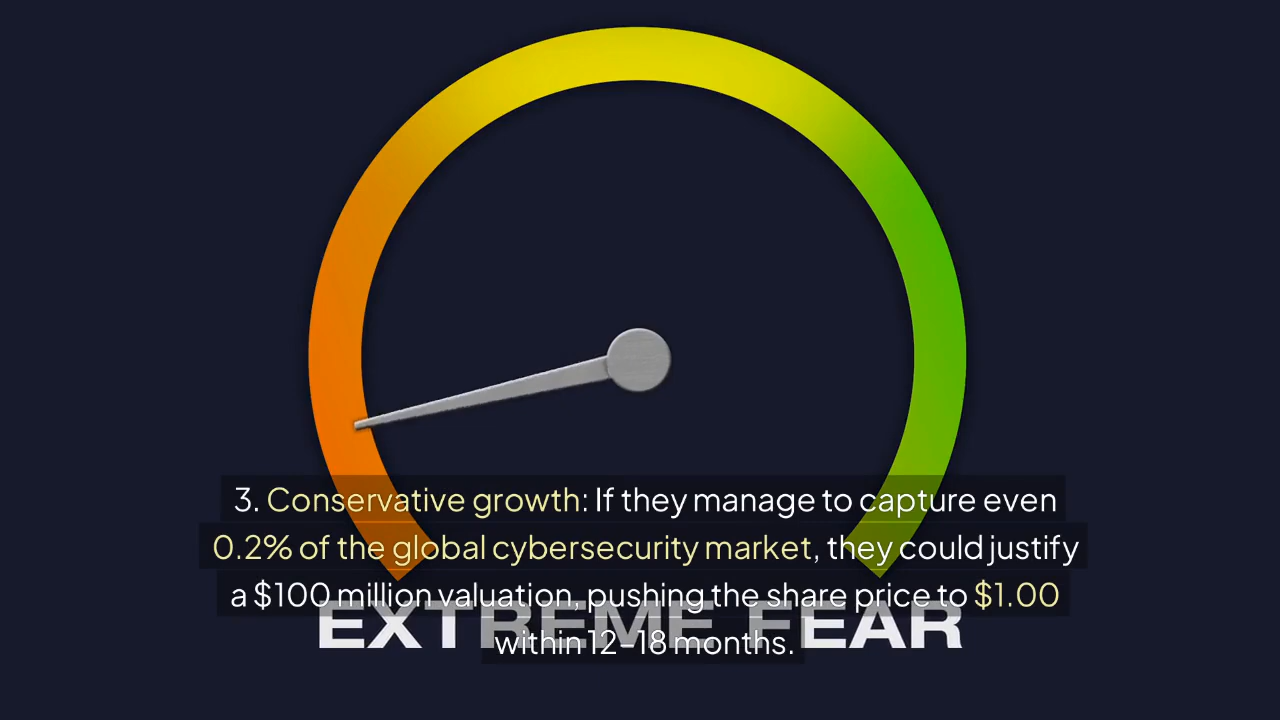 3. Conservative growth: If they manage to capture even
0.2% of the global cybersecurity market, they could justify
a $100 million valuation, pushing the share price to $1.00
within 12–18 months.
EXTREME FEAR